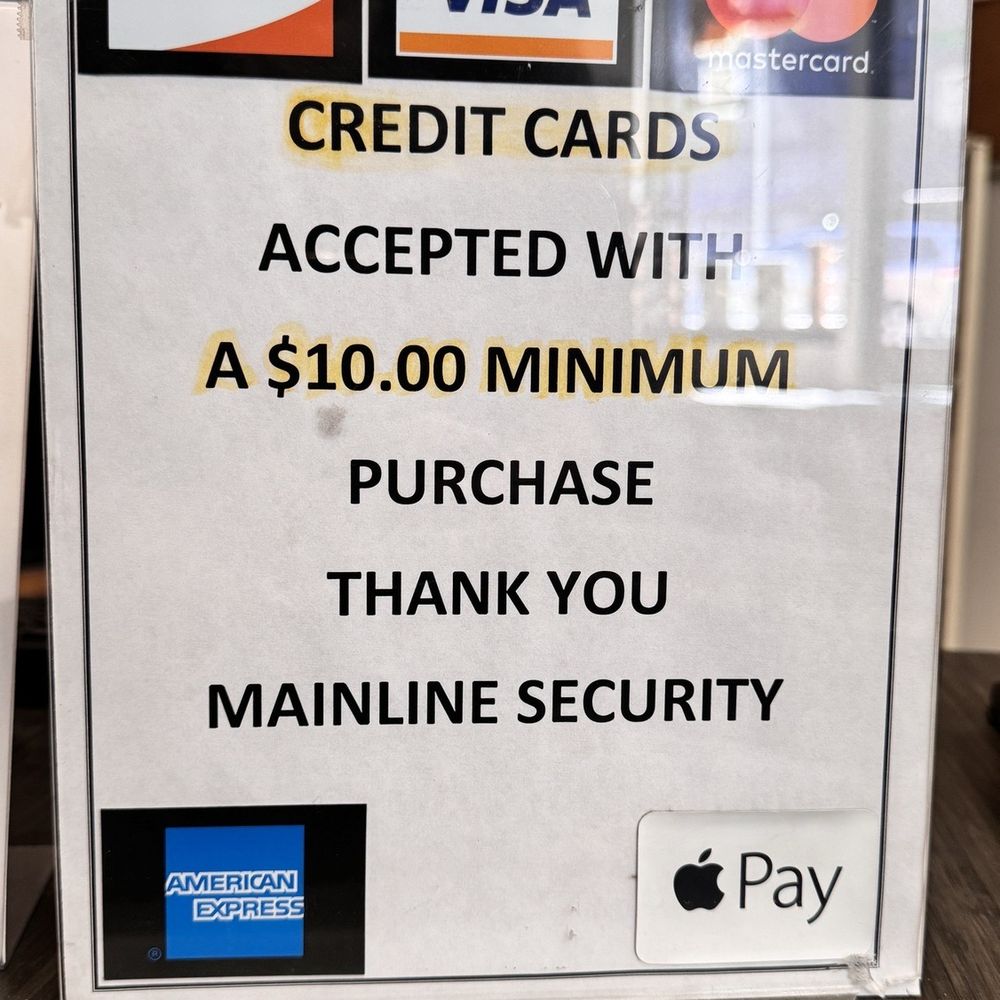 VISA
mastercard.
CREDIT CARDS
ACCEPTED WITH
A $10.00 MINIMUM
PURCHASE
THANK YOU
MAINLINE SECURITY
AMERICAN
EXPRESS
®
Pay